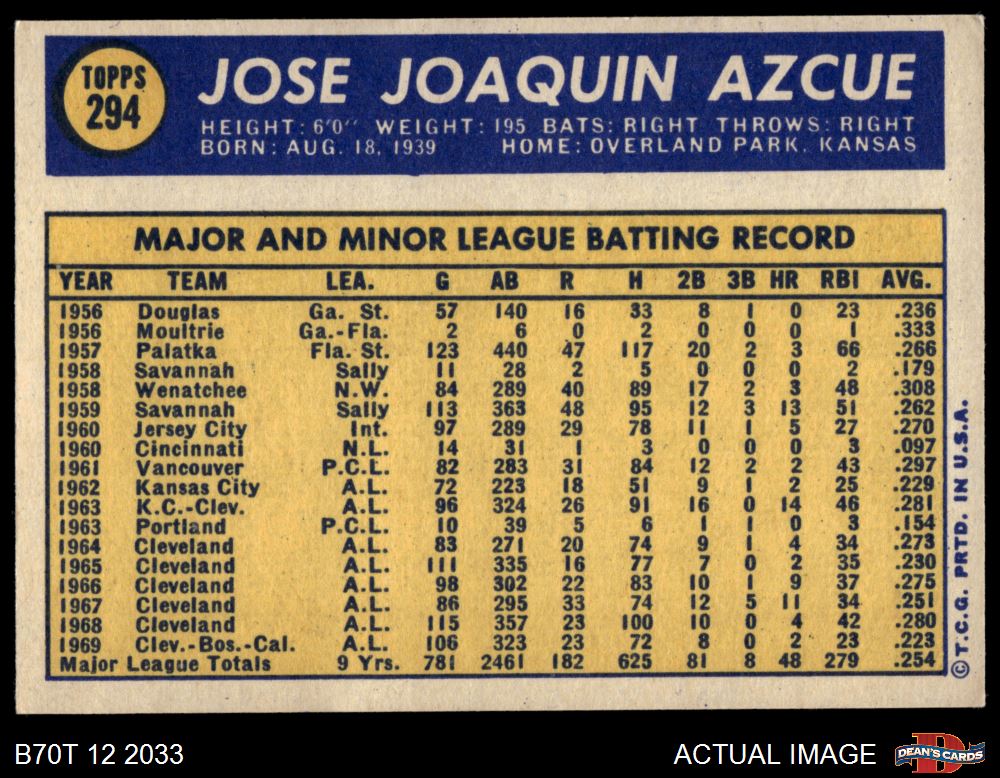 TOPPS
294
JOSE JOAQUIN AZCUE
HEIGHT: 6'0" WEIGHT: 195 BATS: RIGHT THROWS: RIGHT
BORN: AUG. 18, 1939 HOME: OVERLAND PARK, KANSAS
MAJOR AND MINOR LEAGUE BATTING RECORD
YEAR TEAM LEA. G AB R H 2B 3B HR RBI AVG.
1956 Douglas Ga. St. 57 140 16 33 8 1 0 23 .236
1956 Moultrie Ga.-Fla. 2 6 0 2 0 0 0 1 .333
1957 Palatka Fla. St. 123 440 47 117 20 2 3 66 .266
1958 Savannah Sally 11 28 2 5 0 0 0 2 .179
1958 Wenatchee N.W. 84 289 40 89 17 2 3 48 .308
1959 Savannah Sally 113 363 48 95 12 3 13 51 .262
1960 Jersey City Int. 97 289 29 78 11 1 5 27 .270
1960 Cincinnati N.L. 14 31 1 3 0 0 0 3 .097
1961 Vancouver P.C.L. 82 283 31 84 12 2 2 43 .297
1962 Kansas City A.L. 72 223 18 51 9 1 2 25 .229
1963 K.C.-Clev. A.L. 96 324 26 91 16 0 14 46 .281
1963 Portland P.C.L. 10 39 5 6 1 1 0 3 .154
1964 Cleveland A.L. 83 271 20 74 9 1 4 34 .273
1965 Cleveland A.L. 111 335 16 77 7 0 2 35 .230
1966 Cleveland A.L. 98 302 22 83 10 1 9 37 .275
1967 Cleveland A.L. 86 295 33 74 12 5 11 34 .251
1968 Cleveland A.L. 115 357 23 100 10 0 4 42 .280
1969 Clev.-Bos.-Cal. A.L. 106 323 23 72 8 0 2 23 .223
Major League Totals 9 Yrs. 781 2461 182 625 81 8 48 279 .254
© T.C.G. PRTD. IN U.S.A.
B70T 12 2033
ACTUAL IMAGE
DEAN'S CARDS